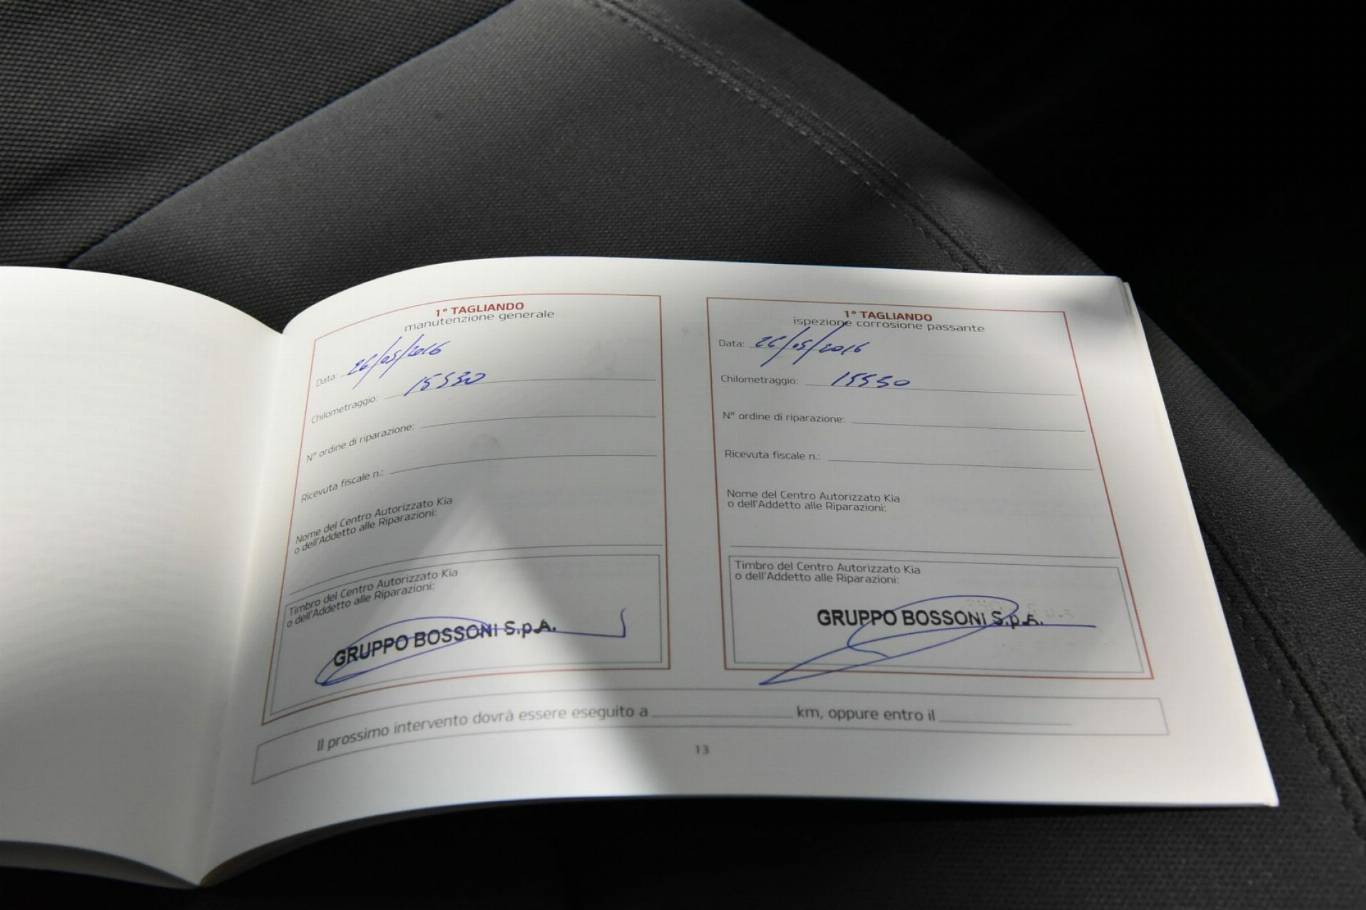 1° TAGLIANDO
manutenzione generale
Data: 26/05/2016
Chilometraggio: 15530
N° ordine di riparazione:
Ricevuta fiscale n.:
Nome del Centro Autorizzato Kia
o dell'Addetto alle Riparazioni:
Timbro del Centro Autorizzato Kia
o dell'Addetto alle Riparazioni:
GRUPPO BOSSONI S.p.A.
1° TAGLIANDO
ispezione corrosione passante
Data: 26/05/2016
Chilometraggio: 15530
N° ordine di riparazione:
Ricevuta fiscale n.:
Nome del Centro Autorizzato Kia
o dell'Addetto alle Riparazioni:
Timbro del Centro Autorizzato Kia
o dell'Addetto alle Riparazioni:
GRUPPO BOSSONI S.p.A.
Il prossimo intervento dovrà essere eseguito a km, oppure entro il
13